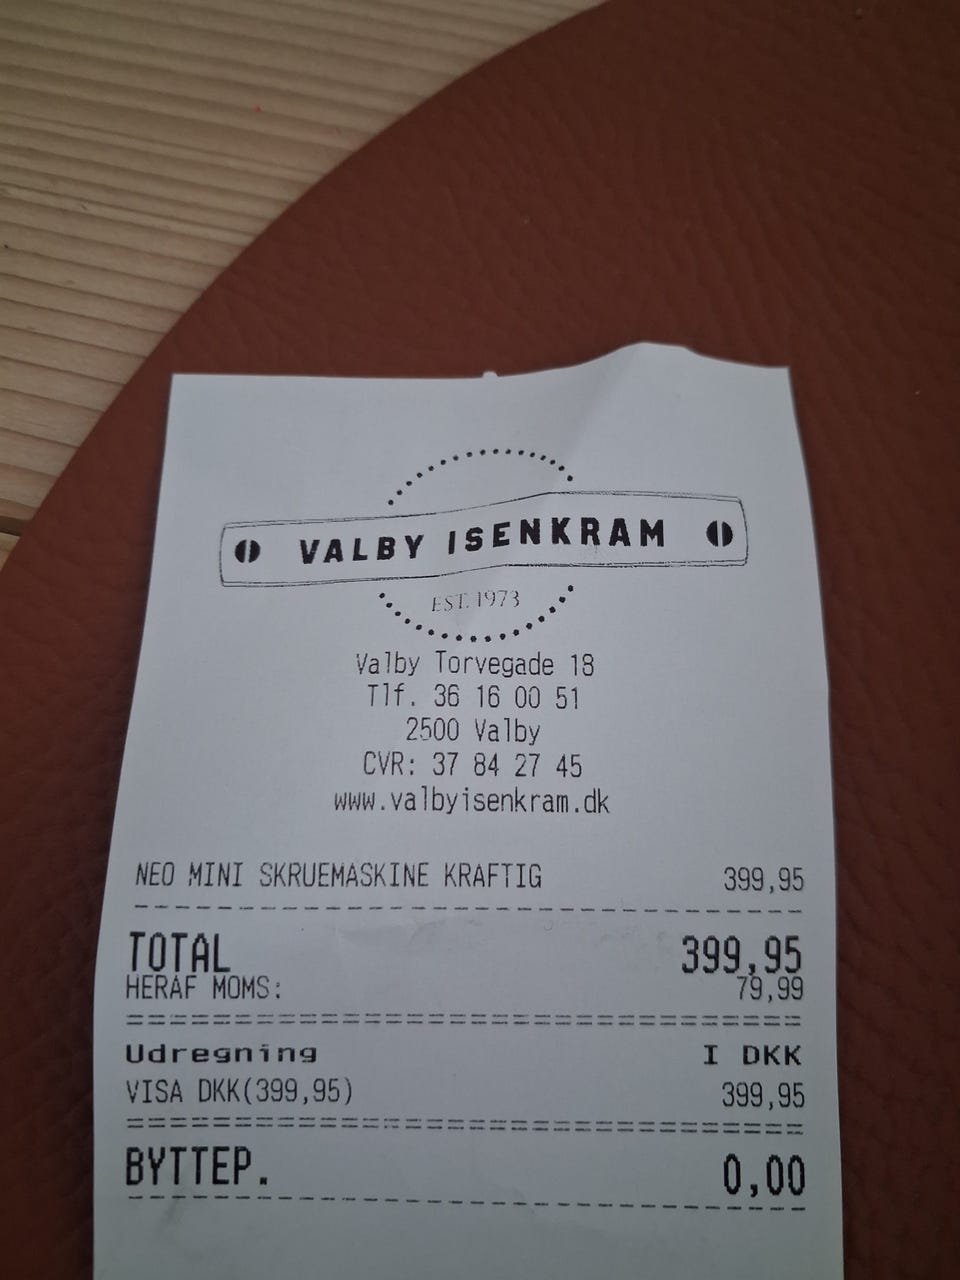 VALBY ISENKRAM
EST. 1973
Valby Torvegade 18
Tlf. 36 16 00 51
2500 Valby
CVR: 37 84 27 45
www.valbyisenkram.dk
NEO MINI SKRUEMASKINE KRAFTIG 399,95
TOTAL 399,95
HERAF MOMS: 79,99
Udregning I DKK
VISA DKK(399,95) 399,95
BYTTEP. 0,00